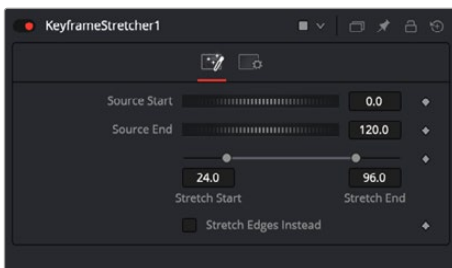 KeyframeStretcher1
Source Start 0.0
Source End 120.0
24.0 96.0
Stretch Start Stretch End
Stretch Edges Instead